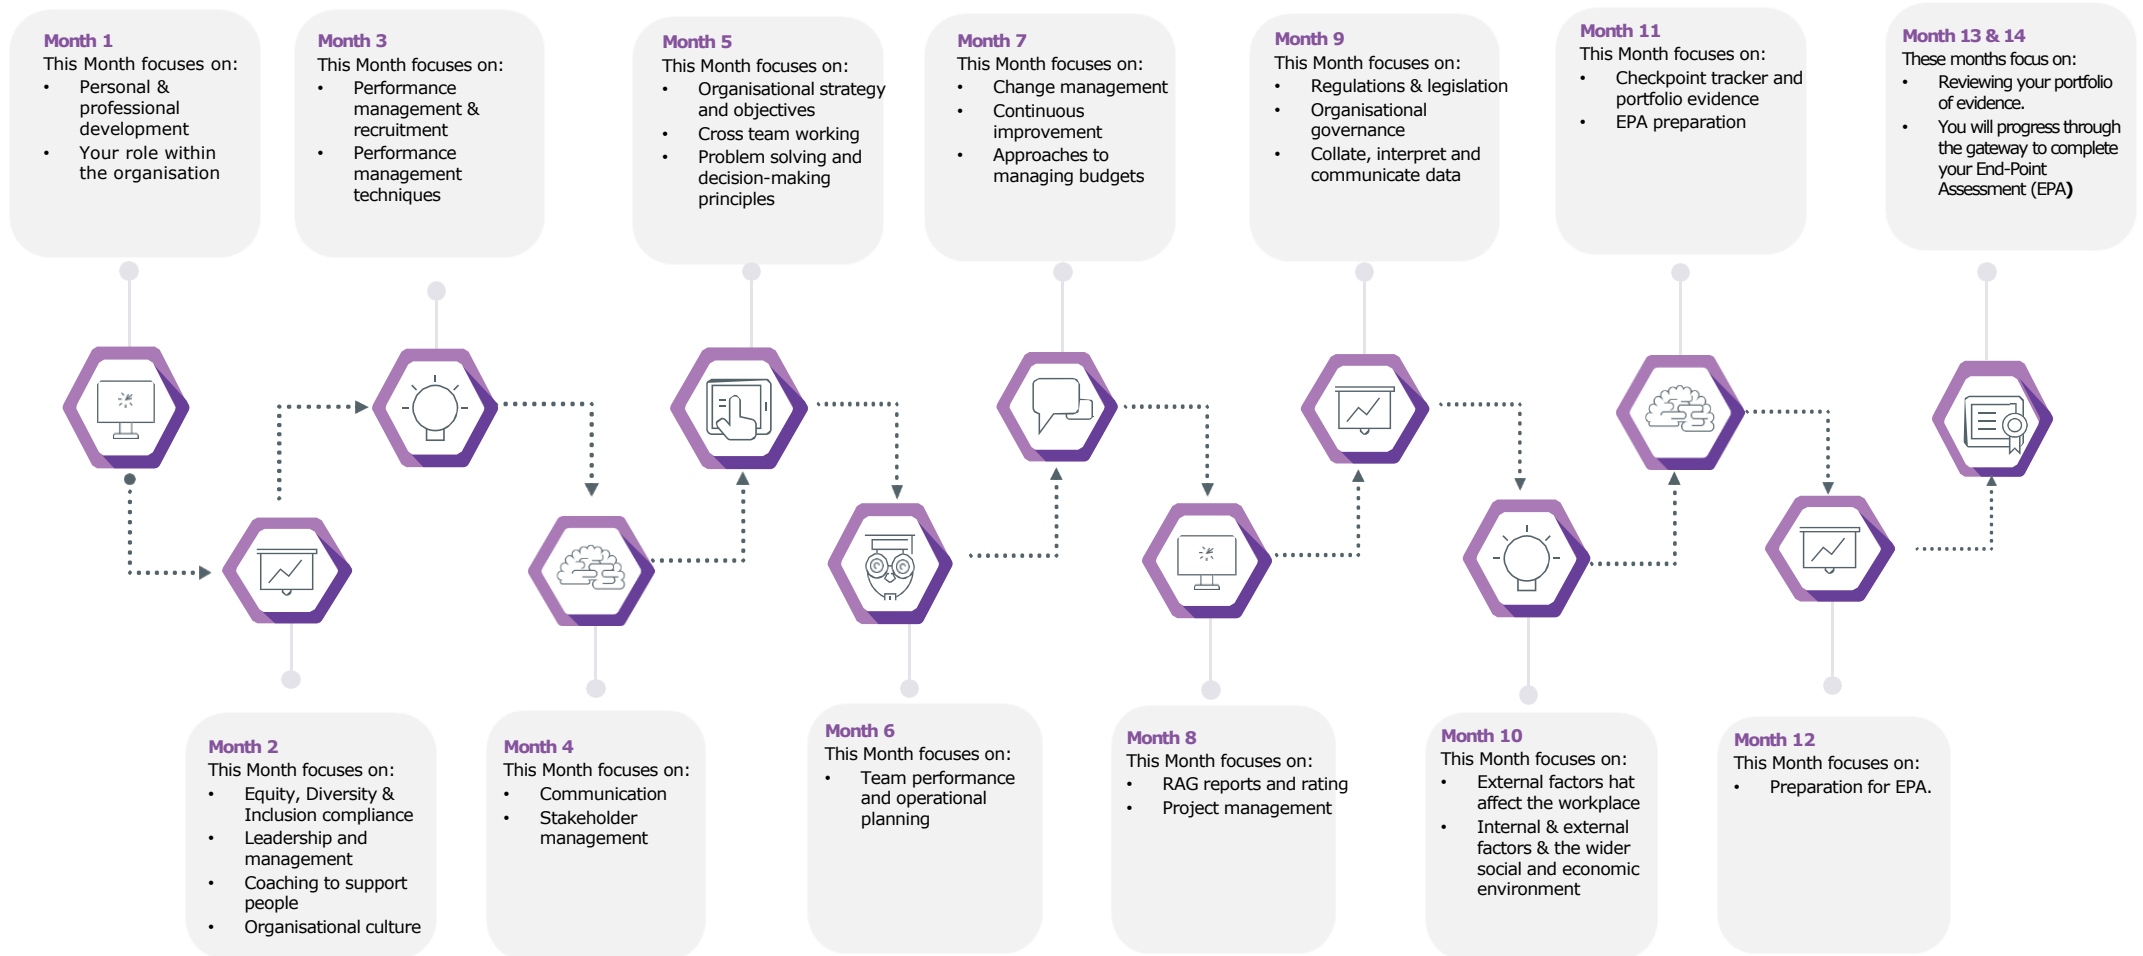 Month 1
This Month focuses on:
• Personal &
professional
development
• Your role within
the organisation
Month 3
This Month focuses on:
• Performance
management &
recruitment
• Performance
management
techniques
Month 5
This Month focuses on:
• Organisational strategy
and objectives
• Cross team working
• Problem solving and
decision-making
principles
Month 7
This Month focuses on:
• Change management
• Continuous
improvement
• Approaches to
managing budgets
Month 9
This Month focuses on:
• Regulations & legislation
• Organisational
governance
• Collate, interpret and
communicate data
Month 11
This Month focuses on:
• Checkpoint tracker and
portfolio evidence
• EPA preparation
Month 13 & 14
These months focus on:
• Reviewing your portfolio
of evidence.
• You will progress through
the gateway to complete
your End-Point
Assessment (EPA)
Month 2
This Month focuses on:
• Equity, Diversity &
Inclusion compliance
• Leadership and
management
• Coaching to support
people
• Organisational culture
Month 4
This Month focuses on:
• Communication
• Stakeholder
management
Month 6
This Month focuses on:
• Team performance
and operational
planning
Month 8
This Month focuses on:
• RAG reports and rating
• Project management
Month 10
This Month focuses on:
• External factors hat
affect the workplace
• Internal & external
factors & the wider
social and economic
environment
Month 12
This Month focuses on:
• Preparation for EPA.